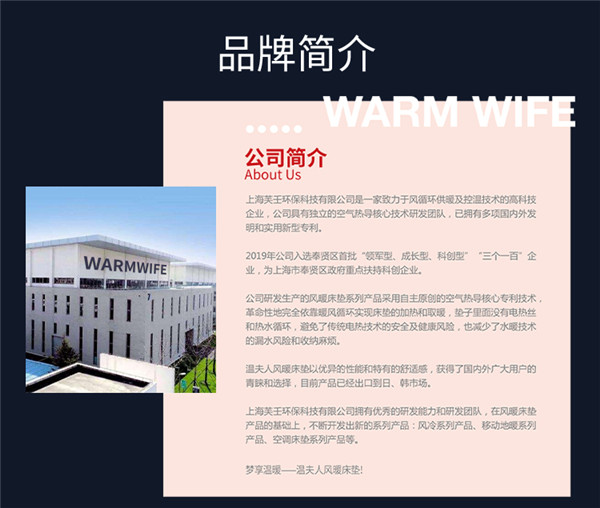 品牌简介
WARM WIFE
公司简介
About Us
上海芙王环保科技有限公司是一家致力于风循环供暖及控温技术的高科技
企业，公司具有独立的空气热导核心技术研发团队，已拥有多项国内外发
明和实用新型专利。
2019年公司入选奉贤区首批“领军型、成长型、科创型”“三个一百”企
业，为上海市奉贤区政府重点扶持科创企业。
公司研发生产的风暖床垫系列产品采用自主原创的空气热导核心专利技术，
革命性地完全依靠暖风循环实现床垫的加热和取暖，垫子里面没有电热丝
和热水循环，避免了传统电热技术的安全及健康风险，也减少了水暖技术
的漏水风险和收纳麻烦。
温夫人风暖床垫以优异的性能和特有的舒适感，获得了国内外广大用户的
青睐和选择，目前产品已经出口到日、韩市场。
上海芙王环保科技有限公司拥有优秀的研发能力和研发团队，在风暖床垫
产品的基础上，不断开发出新的系列产品：风冷系列产品、移动地暖系列
产品、空调床垫系列产品等。
梦享温暖——温夫人风暖床垫!
WARMWIFE